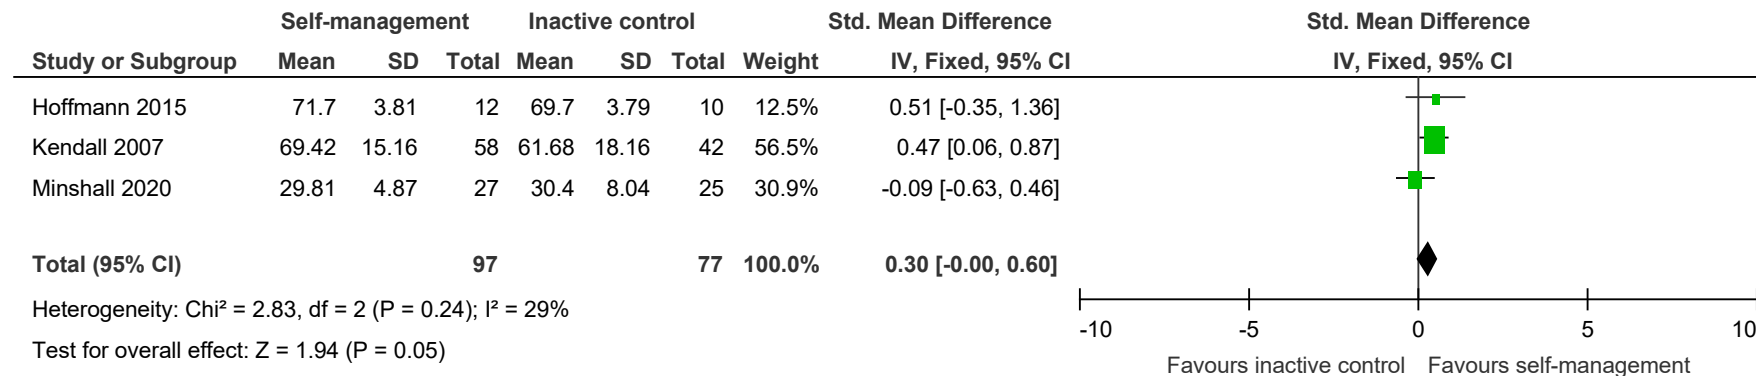 Self-management Inactive control Std. Mean Difference Std. Mean Difference
Study or Subgroup Mean SD Total Mean SD Total Weight IV, Fixed, 95% CI IV, Fixed, 95% CI
Hoffmann 2015 71.7 3.81 12 69.7 3.79 10 12.5% 0.51 [-0.35, 1.36]
Kendall 2007 69.42 15.16 58 61.68 18.16 42 56.5% 0.47 [0.06, 0.87]
Minshall 2020 29.81 4.87 27 30.4 8.04 25 30.9% -0.09 [-0.63, 0.46]
Total (95% CI) 97 77 100.0% 0.30 [-0.00, 0.60]
Heterogeneity: Chi² = 2.83, df = 2 (P = 0.24); I² = 29%
Test for overall effect: Z = 1.94 (P = 0.05)
-10 -5 0 5 10
Favours inactive control Favours self-management